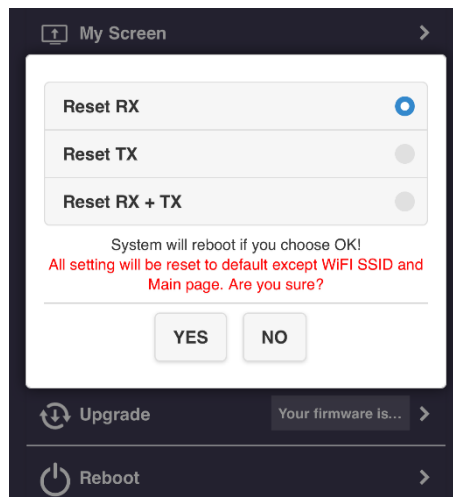 My Screen
Reset RX
Reset TX
Reset RX + TX
System will reboot if you choose OK!
All setting will be reset to default except WiFI SSID and
Main page. Are you sure?
YES NO
Upgrade Your firmware is...
Reboot